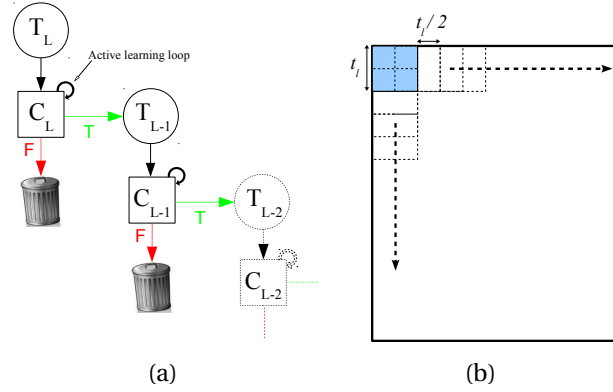 T_L
Active learning loop
C_L
T
F
T_{L-1}
C_{L-1}
T
F
T_{L-2}
C_{L-2}
(a)
t_l / 2
t_l
(b)